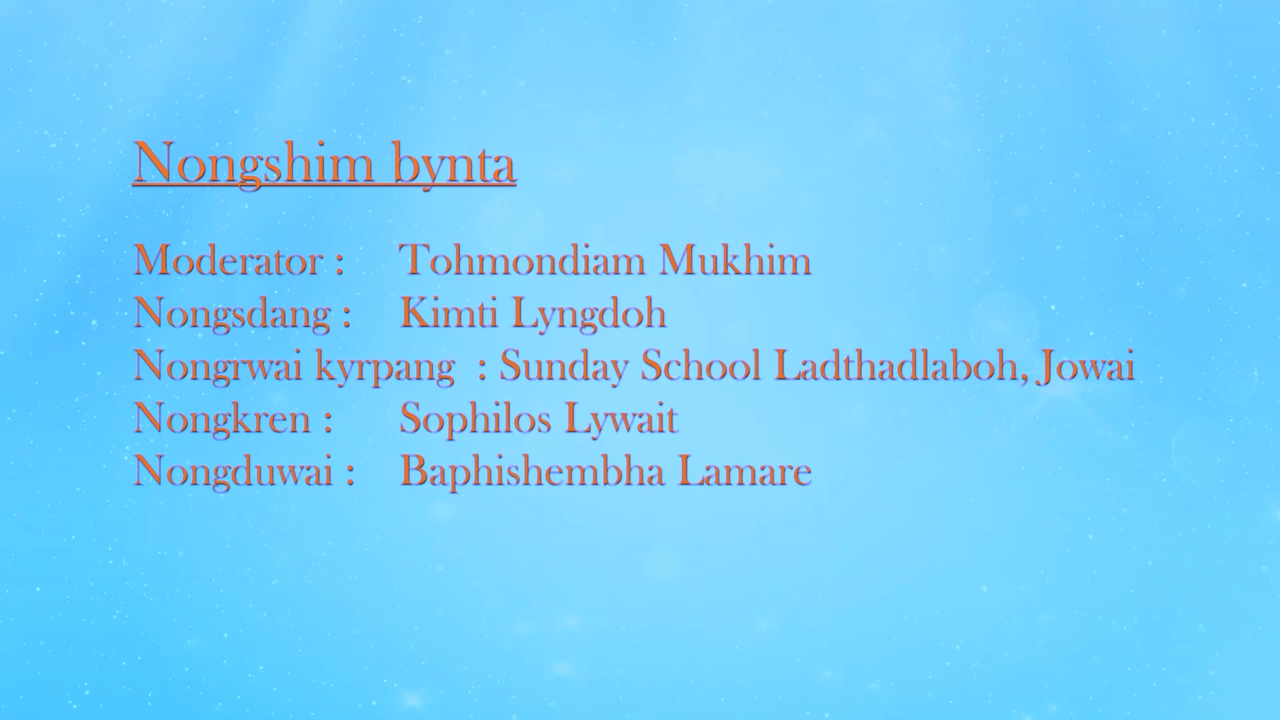 Nongshim bynta
Moderator : Tohmondiam Mukhim
Nongsdang : Kimti Lyngdoh
Nongrwai kyrpang : Sunday School Ladthadlaboh, Jowai
Nongkren : Sophilos Lywait
Nongduwai : Baphishembha Lamare